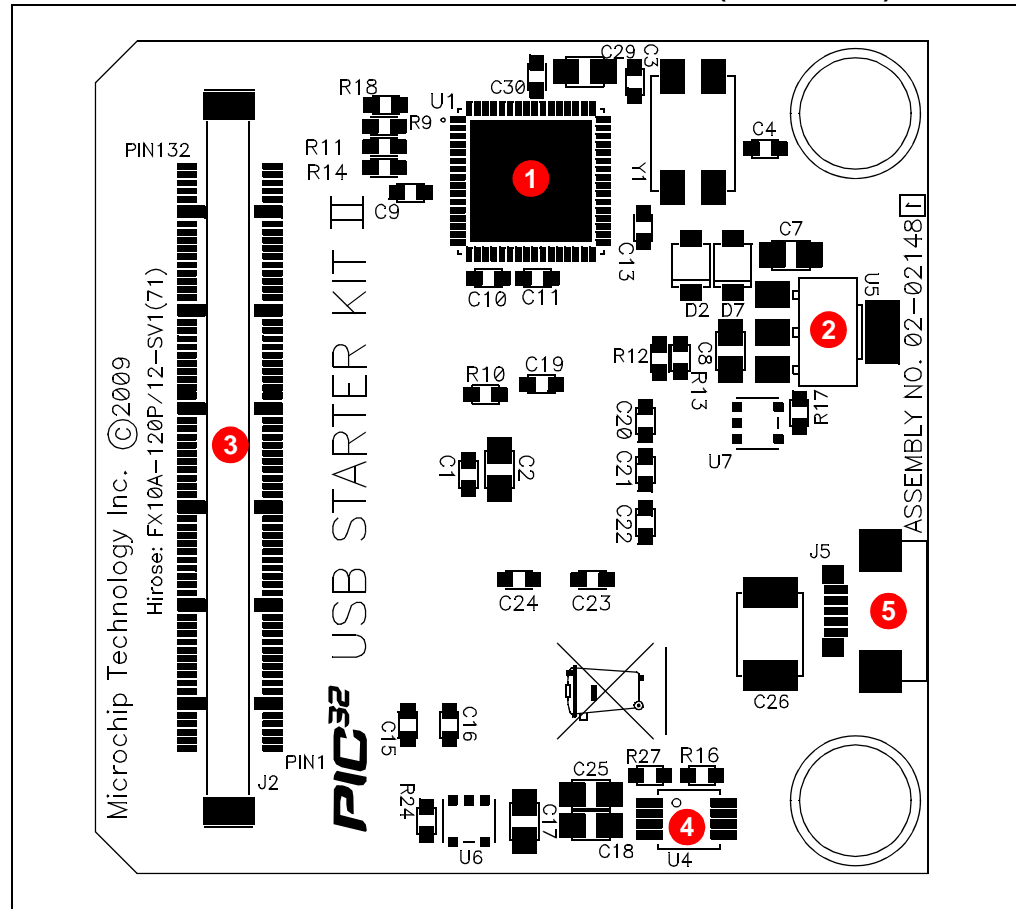 C29
C3
C30
R18
U1
R9
C4
R11
PIN132
1
R14
Y1
C9
C13
C7
U5
C10
C11
D2
D7
2
R12
C8
R13
C19
R10
R17
C20
3
U7
C1
C2
C21
C22
J5
C24
C23
5
C26
C15
C16
PIN1
R27
R16
J2
C25
R24
C17
4
U6
C18
U4
Microchip Technology Inc. ©2009
Hirose: FX10A-120P/12-SV1(71)
PIC32 USB STARTER KIT II
ASSEMBLY NO. 02-02148 1